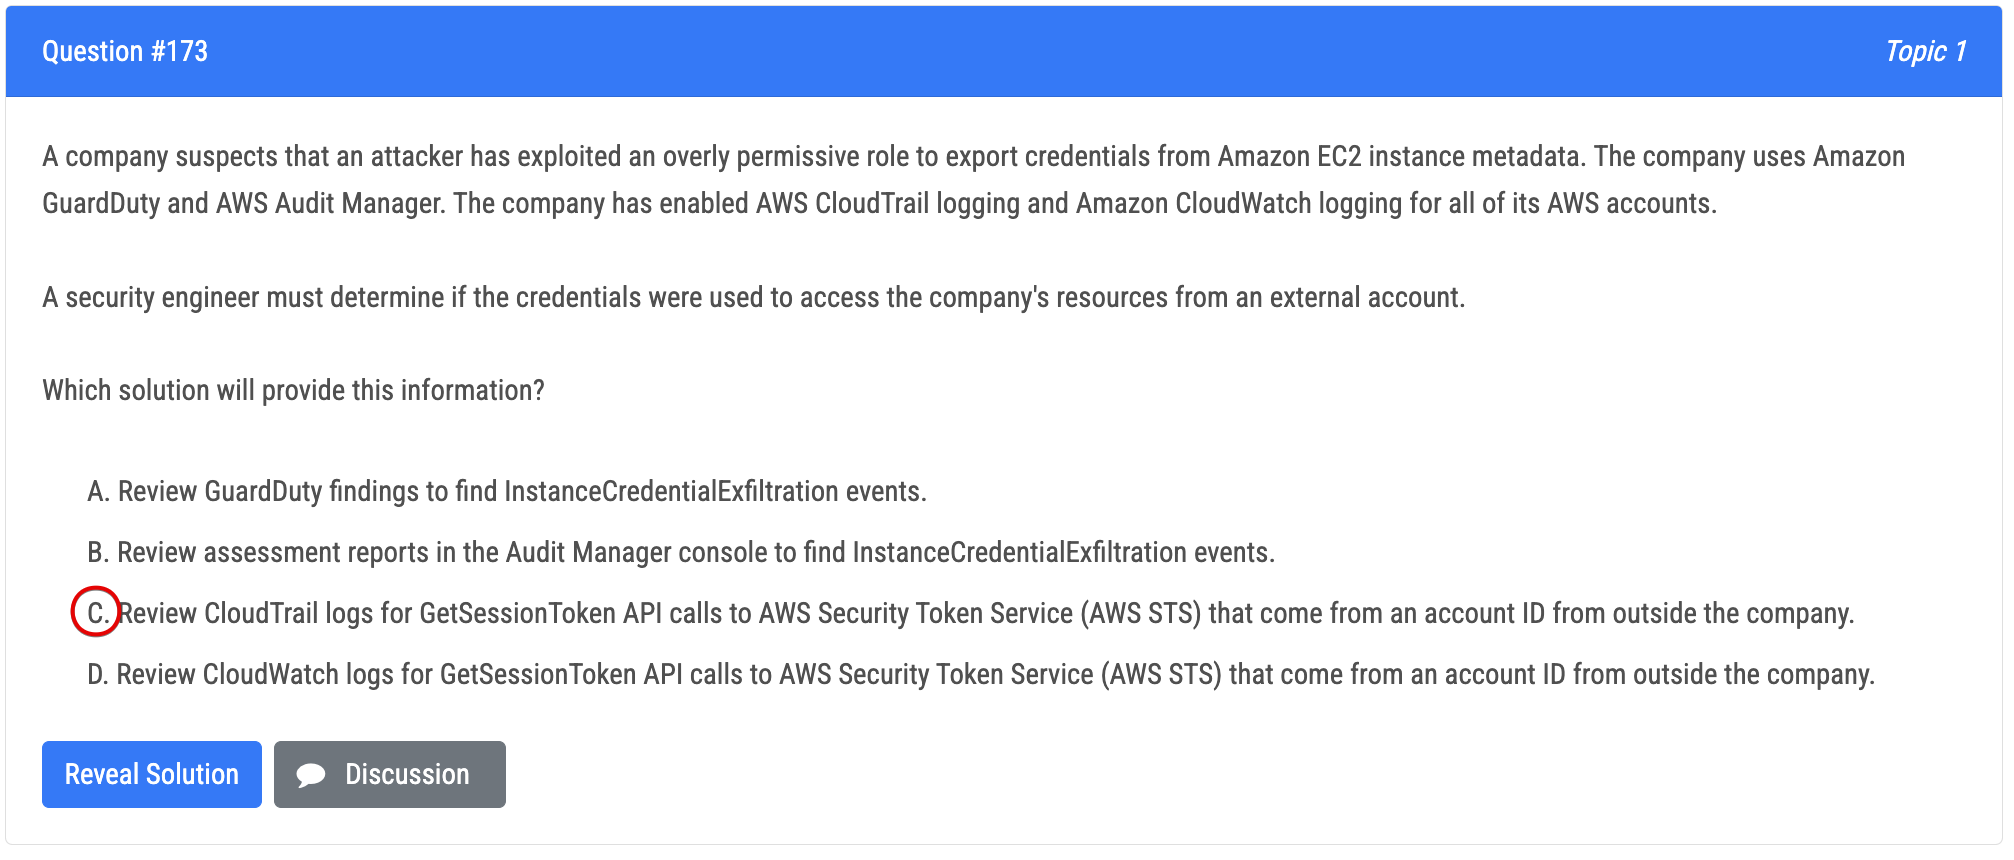 Question #173
Topic 1
A company suspects that an attacker has exploited an overly permissive role to export credentials from Amazon EC2 instance metadata. The company uses Amazon
GuardDuty and AWS Audit Manager. The company has enabled AWS CloudTrail logging and Amazon CloudWatch logging for all of its AWS accounts.
A security engineer must determine if the credentials were used to access the company's resources from an external account.
Which solution will provide this information?
A. Review GuardDuty findings to find InstanceCredentialExfiltration events.
B. Review assessment reports in the Audit Manager console to find InstanceCredentialExfiltration events.
C. Review CloudTrail logs for GetSessionToken API calls to AWS Security Token Service (AWS STS) that come from an account ID from outside the company.
D. Review CloudWatch logs for GetSessionToken API calls to AWS Security Token Service (AWS STS) that come from an account ID from outside the company.
Reveal Solution
Discussion